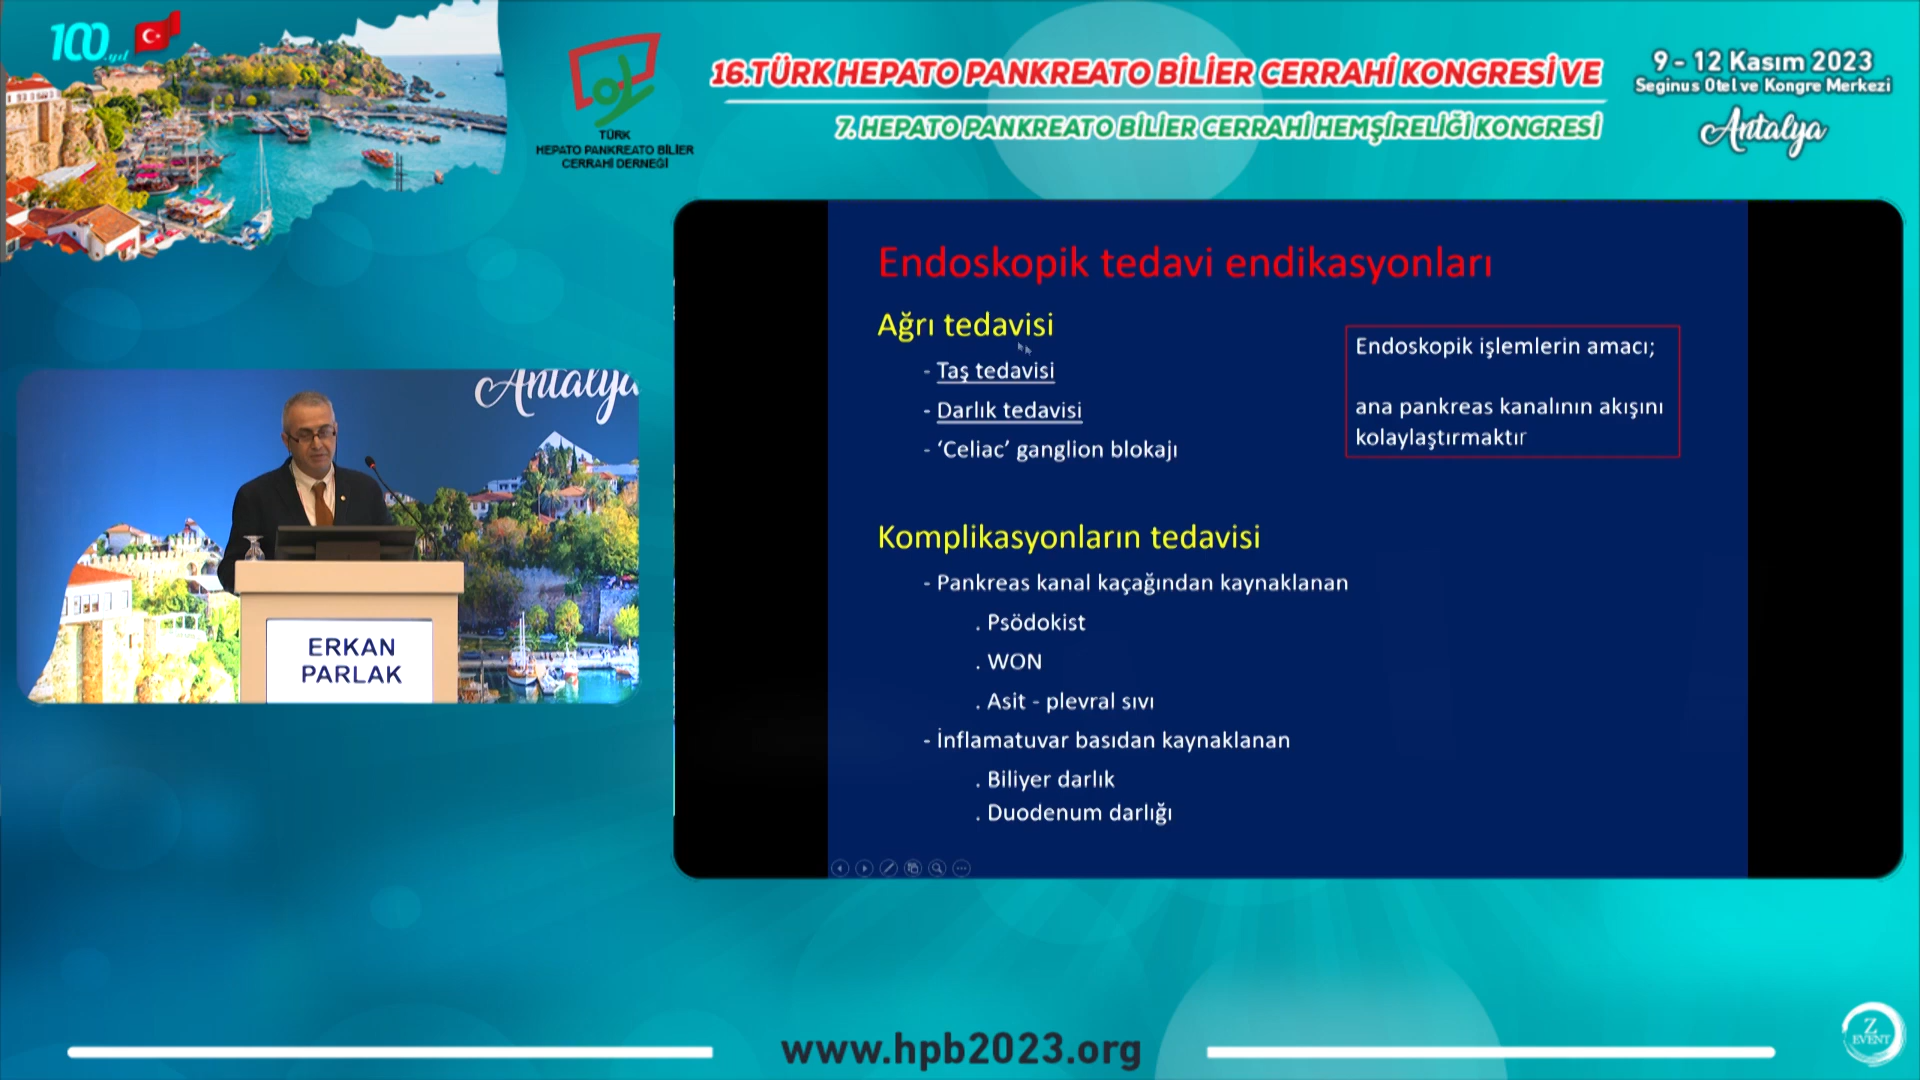 100.yıl
TÜRK
HEPATO PANKREATO BİLİER
CERRAHİ DERNEĞİ
16.TÜRK HEPATO PANKREATO BİLİER CERRAHİ KONGRESİ VE
7. HEPATO PANKREATO BİLİER CERRAHİ HEMŞİRELİĞİ KONGRESİ
9 - 12 Kasım 2023
Seginus Otel ve Kongre Merkezi
Antalya
Antalya
ERKAN
PARLAK
Endoskopik tedavi endikasyonları
Ağrı tedavisi
- Taş tedavisi
- Darlık tedavisi
- ‘Celiac’ ganglion blokajı
Endoskopik işlemlerin amacı;
ana pankreas kanalının akışını
kolaylaştırmaktır
Komplikasyonların tedavisi
- Pankreas kanal kaçağından kaynaklanan
. Psödokist
. WON
. Asit - plevral sıvı
- İnflamatuvar basıdan kaynaklanan
. Biliyer darlık
. Duodenum darlığı
www.hpb2023.org
Z
EVENT